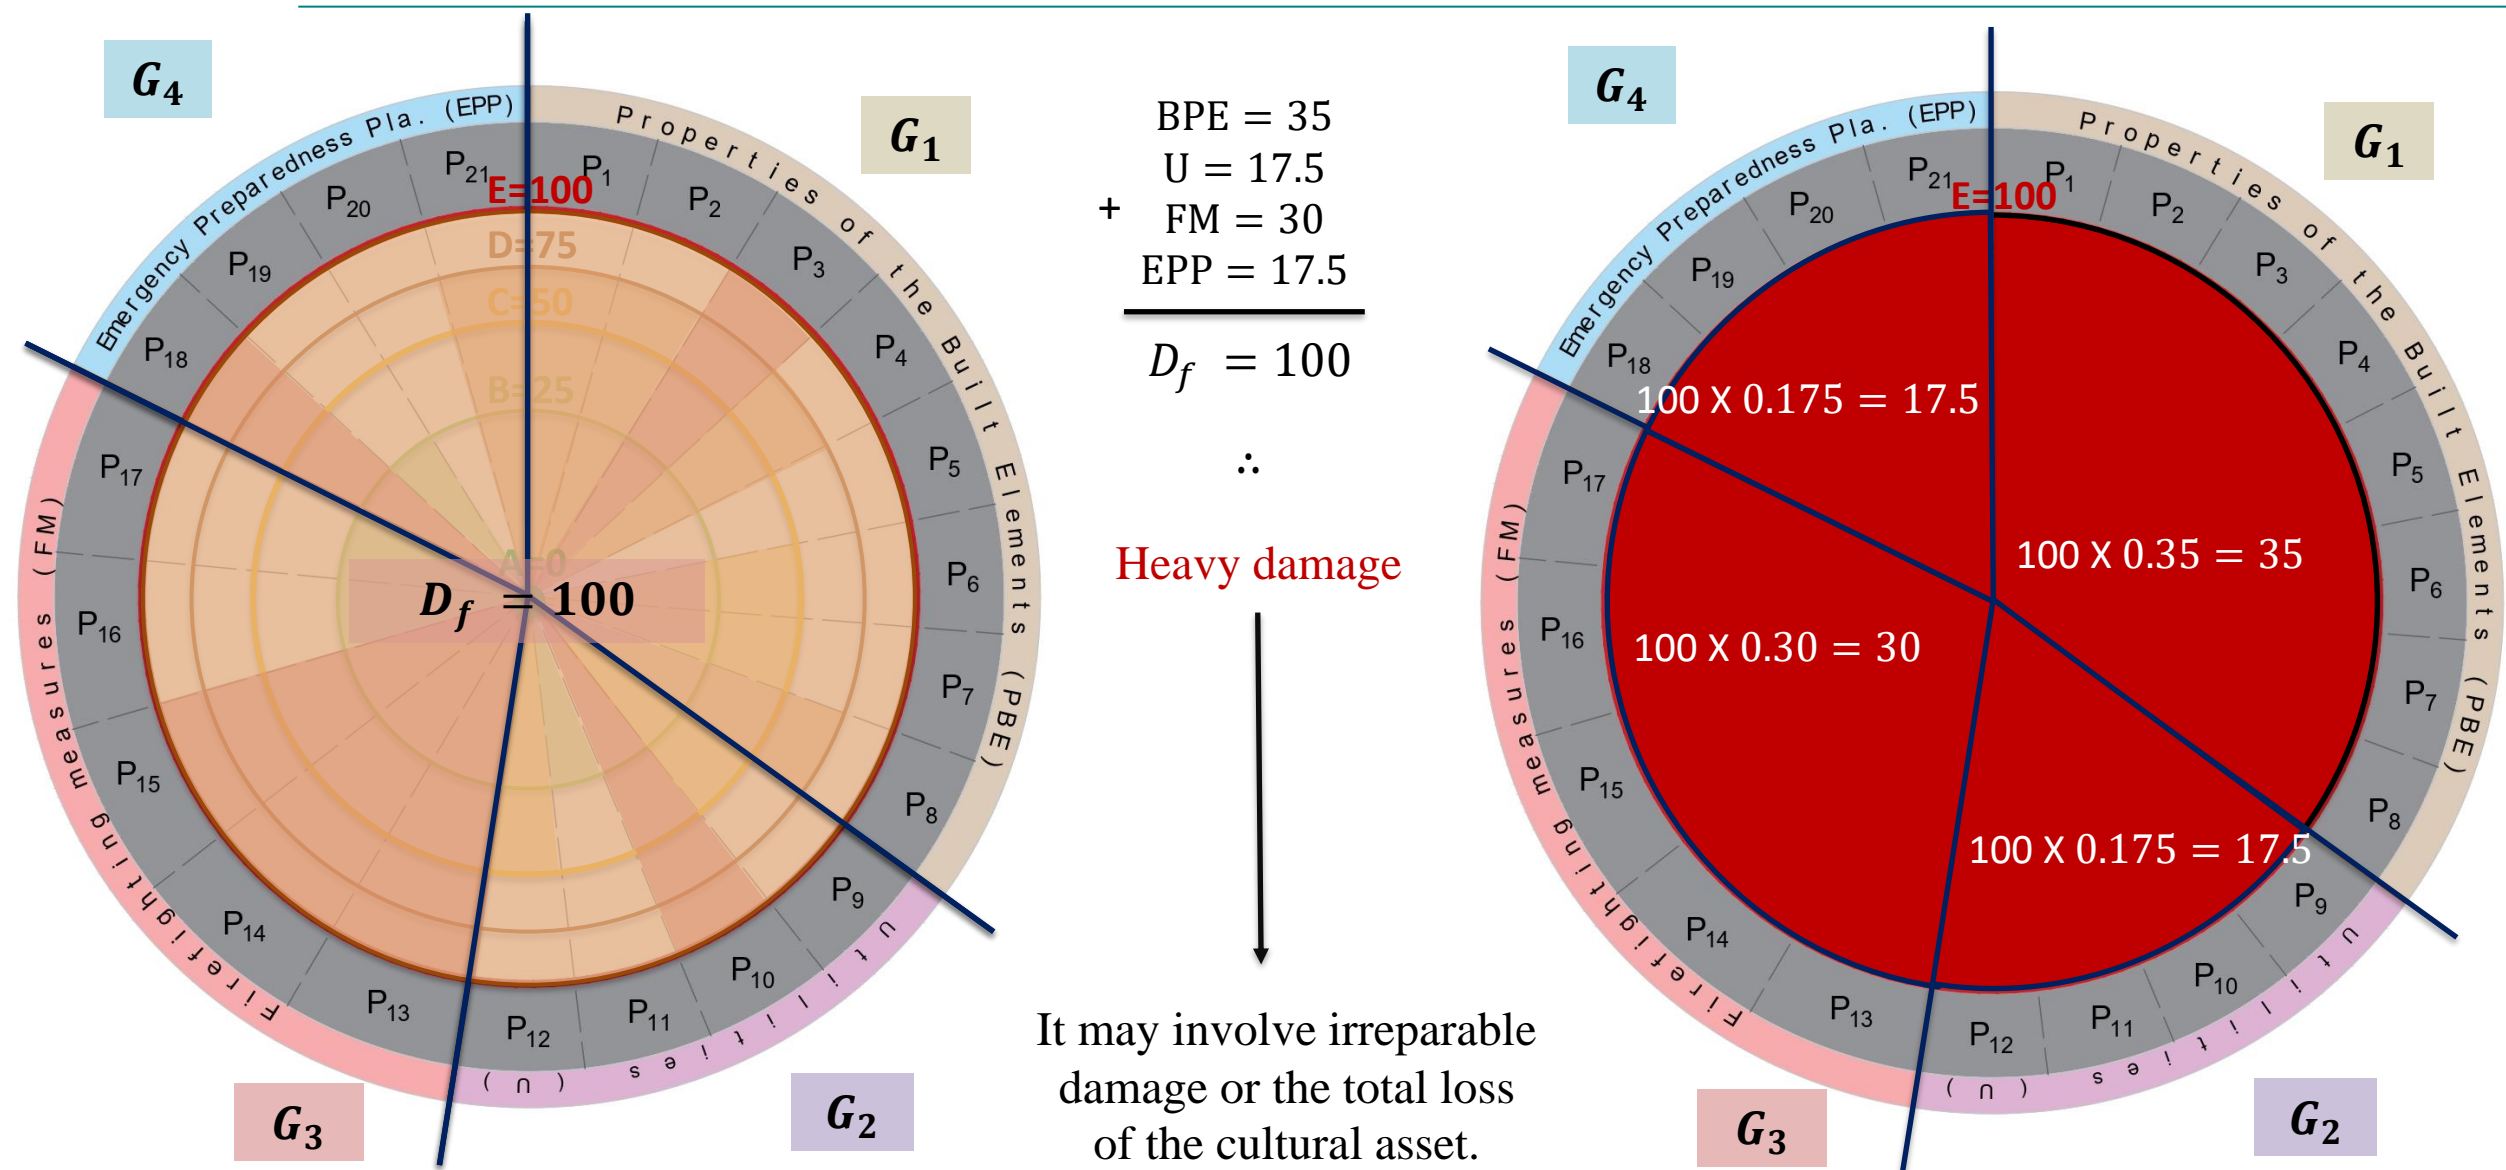 G₄
G₁
Emergency Preparedness Pla. (EPP)
Properties of the Built Elements (PBE)
Utilities (U)
Firefighting measures (FM)
P₁
P₂
P₃
P₄
P₅
P₆
P₇
P₈
P₉
P₁₀
P₁₁
P₁₂
P₁₃
P₁₄
P₁₅
P₁₆
P₁₇
P₁₈
P₁₉
P₂₀
P₂₁
E=100
D=75
C=50
B=25
A=0
D_f = 100
G₃
G₂
BPE = 35
U = 17.5
+ FM = 30
EPP = 17.5
D_f = 100
∴
Heavy damage
It may involve irreparable
damage or the total loss
of the cultural asset.
G₄
G₁
Emergency Preparedness Pla. (EPP)
Properties of the Built Elements (PBE)
Utilities (U)
Firefighting measures (FM)
P₁
P₂
P₃
P₄
P₅
P₆
P₇
P₈
P₉
P₁₀
P₁₁
P₁₂
P₁₃
P₁₄
P₁₅
P₁₆
P₁₇
P₁₈
P₁₉
P₂₀
P₂₁
E=100
100 X 0.175 = 17.5
100 X 0.35 = 35
100 X 0.30 = 30
100 X 0.175 = 17.5
G₃
G₂